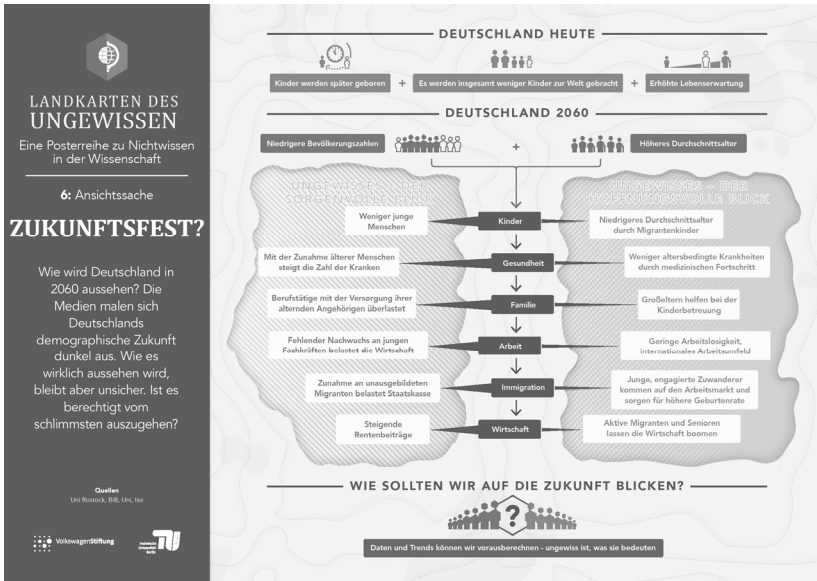 LANDKARTEN DES
UNGEWISSEN
Eine Posterreihe zu Nichtwissen
in der Wissenschaft
6: Ansichtssache
ZUKUNFTSFEST?
Wie wird Deutschland in
2060 aussehen? Die
Medien malen sich
Deutschlands
demographische Zukunft
dunkel aus. Wie es
wirklich aussehen wird,
bleibt aber unsicher. Ist es
berechtigt vom
schlimmsten auszugehen?
Quellen
Uni Rostock, BiB, Uni, Iso
VolkswagenStiftung
Technische
Universität
Berlin
DEUTSCHLAND HEUTE
Kinder werden später geboren
+
Es werden insgesamt weniger Kinder zur Welt gebracht
+
Erhöhte Lebenserwartung
DEUTSCHLAND 2060
Niedrigere Bevölkerungszahlen
+
Höheres Durchschnittsalter
UNGEWISSES – DER
SORGENVOLLE BLICK
UNGEWISSES – DER
HOFFNUNGSVOLLE BLICK
Weniger junge
Menschen
Kinder
Niedrigeres Durchschnittsalter
durch Migrantenkinder
Mit der Zunahme älterer Menschen
steigt die Zahl der Kranken
Gesundheit
Weniger altersbedingte Krankheiten
durch medizinischen Fortschritt
Berufstätige mit der Versorgung ihrer
alternden Angehörigen überlastet
Familie
Großeltern helfen bei der
Kinderbetreuung
Fehlender Nachwuchs an jungen
Fachkräften belastet die Wirtschaft
Arbeit
Geringe Arbeitslosigkeit,
internationales Arbeitsumfeld
Zunahme an unausgebildeten
Migranten belastet Staatskasse
Immigration
Junge, engagierte Zuwanderer
kommen auf den Arbeitsmarkt und
sorgen für höhere Geburtenrate
Steigende
Rentenbeiträge
Wirtschaft
Aktive Migranten und Senioren
lassen die Wirtschaft boomen
WIE SOLLTEN WIR AUF DIE ZUKUNFT BLICKEN?
?
Daten und Trends können wir vorausberechnen - ungewiss ist, was sie bedeuten